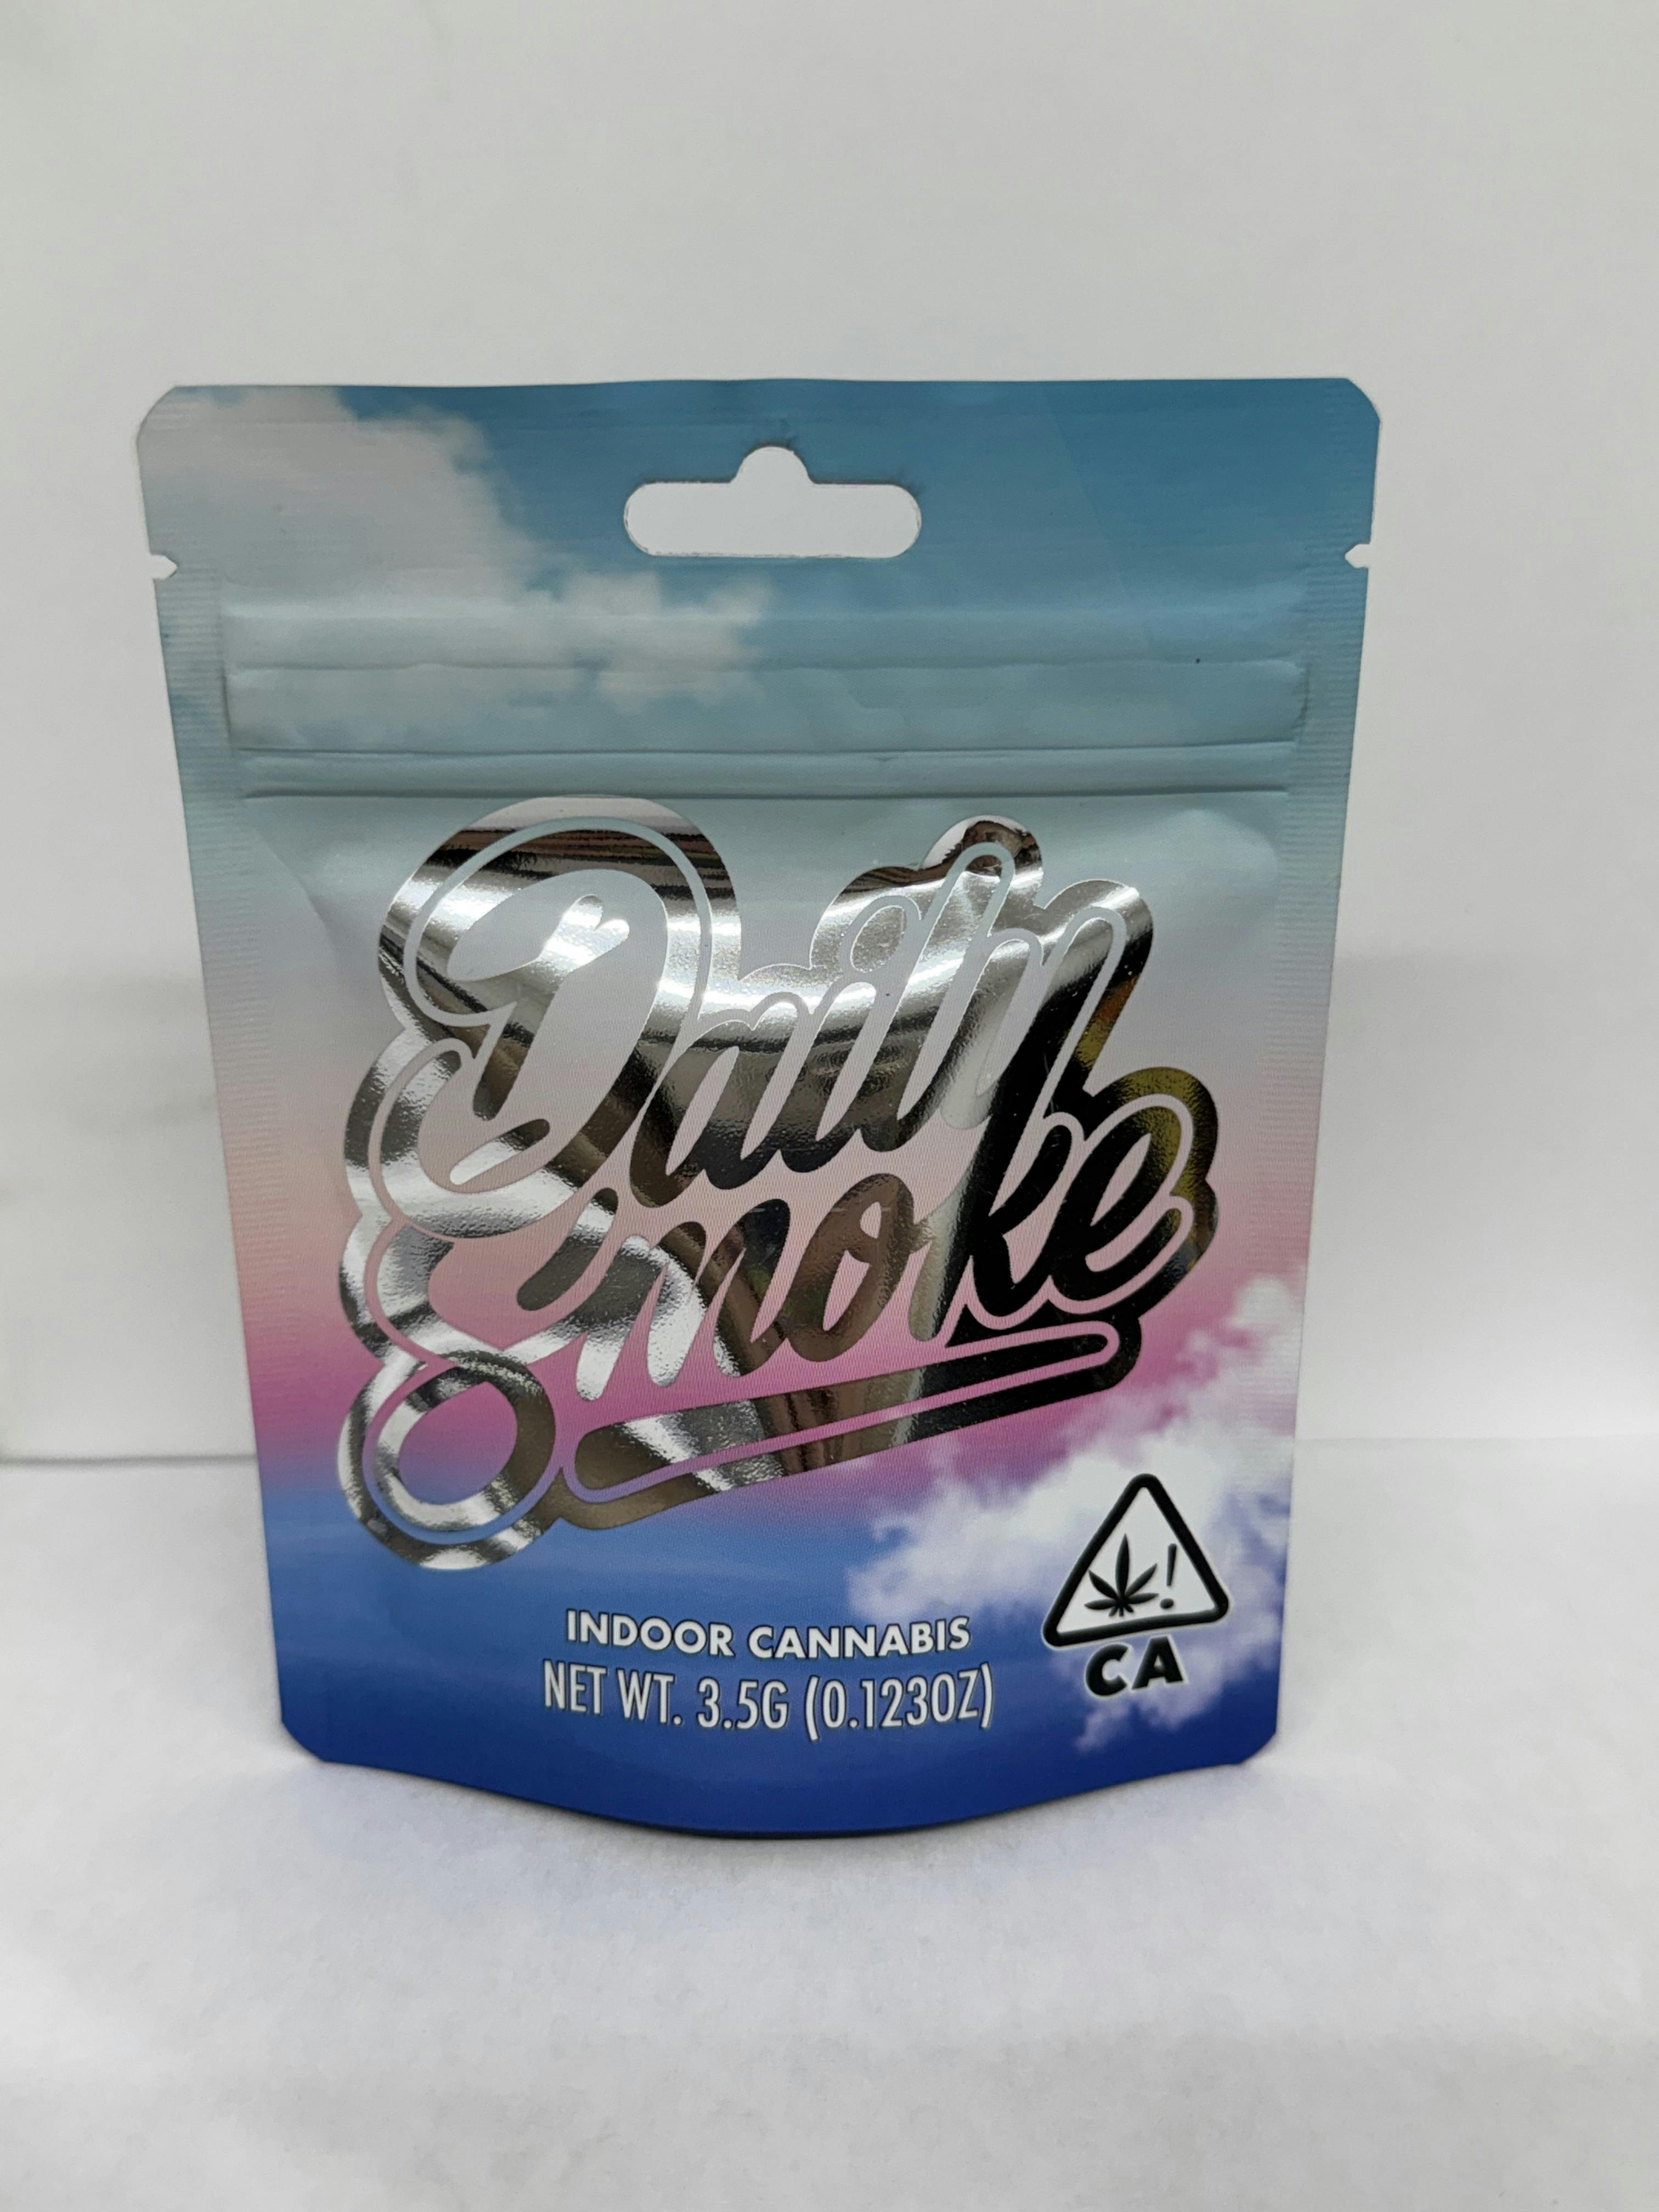 Daily
Smoke
INDOOR CANNABIS
NET WT. 3.5G (0.123OZ)
!
CA